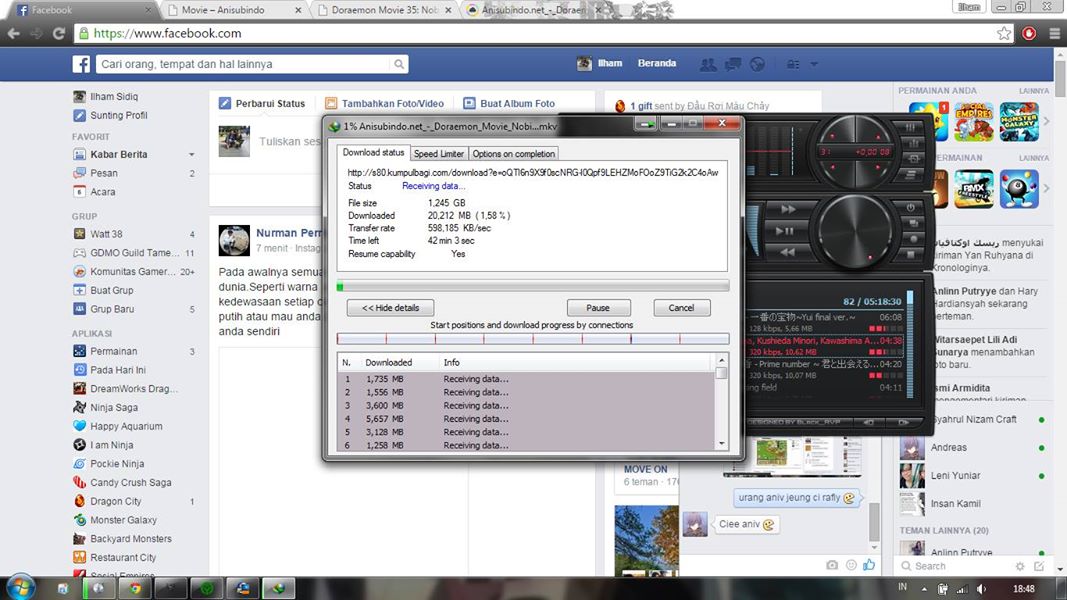 Facebook
Movie – Anisubindo
Doraemon Movie 35: Nob
Anisubindo.net_-_Doraem
Ilham
https://www.facebook.com
Cari orang, tempat dan hal lainnya
Ilham
Beranda
Ilham Sidiq
Sunting Profil
FAVORIT
Kabar Berita
Pesan 2
Acara
GRUP
Watt 38 4
GDMO Guild Tame... 11
Komunitas Gamer... 20+
Buat Grup
Grup Baru 5
APLIKASI
Permainan 3
Pada Hari Ini
DreamWorks Drag...
Ninja Saga
Happy Aquarium
I am Ninja
Pockie Ninja
Candy Crush Saga
Dragon City 1
Monster Galaxy
Backyard Monsters
Restaurant City
Social Empires
Perbarui Status
Tambahkan Foto/Video
Buat Album Foto
Tuliskan ses
Nurman Perm
7 menit · Instag
Pada awalnya semua
dunia.Seperti warna
kedewasaan setiap o
putih atau mau anda
anda sendiri
1 gift sent by Đâu Rơi Màu Chảy
1% Anisubindo.net_-_Doraemon_Movie_Nobi...mkv
Download status
Speed Limiter
Options on completion
http://s80.kumpulbagi.com/download?e=oQTl6n9X9f0scNRG40Qpf9LEHZMoFOoZ9TiG2k2C4oAw
Status Receiving data...
File size 1,245 GB
Downloaded 20,212 MB ( 1,58 % )
Transfer rate 598,185 KB/sec
Time left 42 min 3 sec
Resume capability Yes
<< Hide details
Pause
Cancel
Start positions and download progress by connections
N. Downloaded Info
1 1,735 MB Receiving data...
2 1,556 MB Receiving data...
3 3,600 MB Receiving data...
4 5,657 MB Receiving data...
5 3,128 MB Receiving data...
6 1,258 MB Receiving data...
82 / 05:18:30
一番の宝物~Yui final ver.~ 06:08
128 kbps, 5,66 MB
a, Kushieda Minori, Kawashima A... 04:38
320 kbps, 10,62 MB
- Prime number ~ 君と出会える... 04:20
320 kbps, 10,07 MB
ing field 04:11
DESIGNED BY BLACK_RVP
PERMAINAN ANDA LAINNYA
PERMAINAN LAINNYA
ريسك اوكتاڤيان menyukai
kiriman Yan Ruhyana di
Kronologinya.
Anlinn Putryye dan Hary
Hardiansyah sekarang
berteman.
Witarsaepet Lili Adi
Sunarya menambahkan
foto baru.
Esmi Armidita
mengomentari kiriman
Syahrul Nizam Craft
Andreas
Leni Yuniar
Insan Kamil
TEMAN LAINNYA (20)
Anlinn Putryye
Search
MOVE ON
6 teman · 176
urang aniv jeung ci rafly
Ciee aniv
IN
18:48